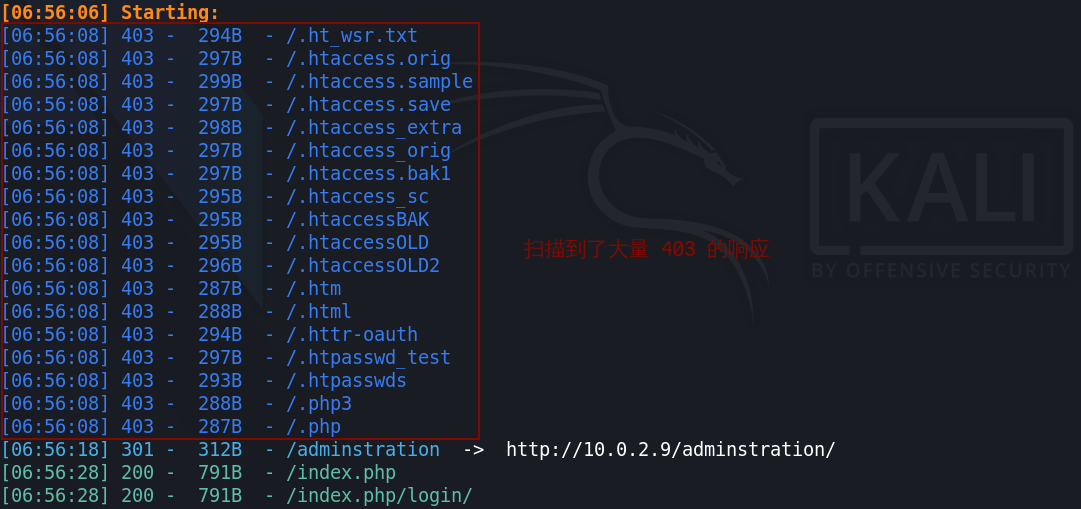 [06:56:06] Starting:
[06:56:08] 403 -  294B  - /.ht_wsr.txt
[06:56:08] 403 -  297B  - /.htaccess.orig
[06:56:08] 403 -  299B  - /.htaccess.sample
[06:56:08] 403 -  297B  - /.htaccess.save
[06:56:08] 403 -  298B  - /.htaccess_extra
[06:56:08] 403 -  297B  - /.htaccess_orig
[06:56:08] 403 -  297B  - /.htaccess.bak1
[06:56:08] 403 -  295B  - /.htaccess_sc
[06:56:08] 403 -  295B  - /.htaccessBAK
[06:56:08] 403 -  295B  - /.htaccessOLD
扫描到了大量 403 的响应
[06:56:08] 403 -  296B  - /.htaccessOLD2
[06:56:08] 403 -  287B  - /.htm
[06:56:08] 403 -  288B  - /.html
[06:56:08] 403 -  294B  - /.httr-oauth
[06:56:08] 403 -  297B  - /.htpasswd_test
[06:56:08] 403 -  293B  - /.htpasswds
[06:56:08] 403 -  288B  - /.php3
[06:56:08] 403 -  287B  - /.php
[06:56:18] 301 -  312B  - /adminstration  ->  http://10.0.2.9/adminstration/
[06:56:28] 200 -  791B  - /index.php
[06:56:28] 200 -  791B  - /index.php/login/
KALI
BY OFFENSIVE SECURITY